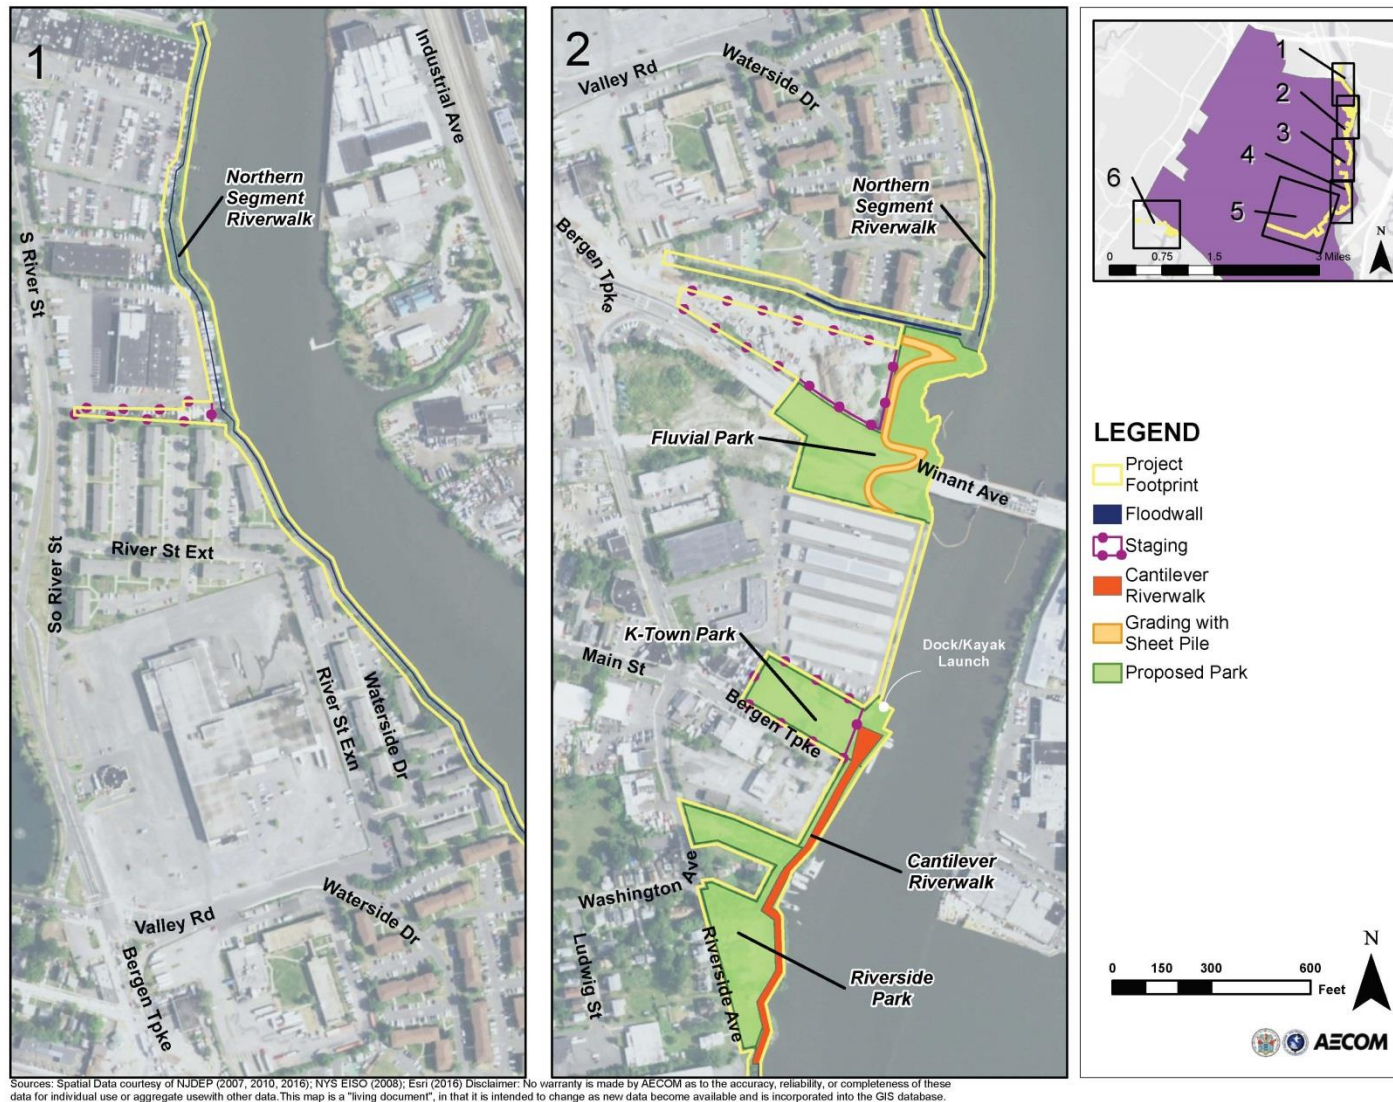 1
Industrial Ave
Northern
Segment
Riverwalk
S River St
River St Ext
So River St
River St Exn
Waterside Dr
Valley Rd
Waterside Dr
Bergen Tpke
2
Valley Rd
Waterside Dr
Northern
Segment
Riverwalk
Bergen Tpke
Fluvial Park
Winant Ave
K-Town Park
Dock/Kayak
Launch
Main St
Bergen Tpke
Cantilever
Riverwalk
Washington Ave
Ludwig St
Riverside Ave
Riverside
Park
1
2
3
4
5
6
N
0 0.75 1.5 3 Miles
LEGEND
Project
Footprint
Floodwall
Staging
Cantilever
Riverwalk
Grading with
Sheet Pile
Proposed Park
N
0 150 300 600
Feet
AECOM
Sources: Spatial Data courtesy of NJDEP (2007, 2010, 2016); NYS EISO (2008); Esri (2016) Disclaimer: No warranty is made by AECOM as to the accuracy, reliability, or completeness of these
data for individual use or aggregate usewith other data.This map is a "living document", in that it is intended to change as new data become available and is incorporated into the GIS database.